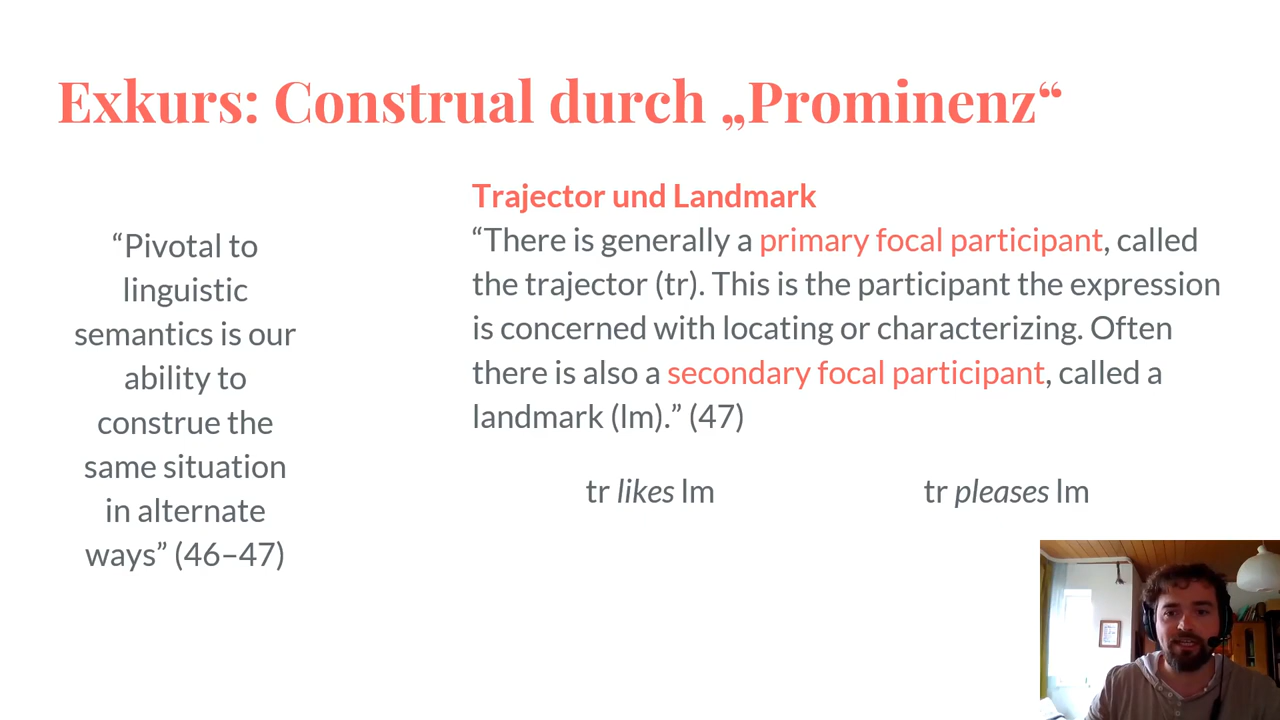 Exkurs: Construal durch „Prominenz“
“Pivotal to
linguistic
semantics is our
ability to
construe the
same situation
in alternate
ways” (46–47)
Trajector und Landmark
“There is generally a primary focal participant, called
the trajector (tr). This is the participant the expression
is concerned with locating or characterizing. Often
there is also a secondary focal participant, called a
landmark (lm).” (47)
tr likes lm
tr pleases lm